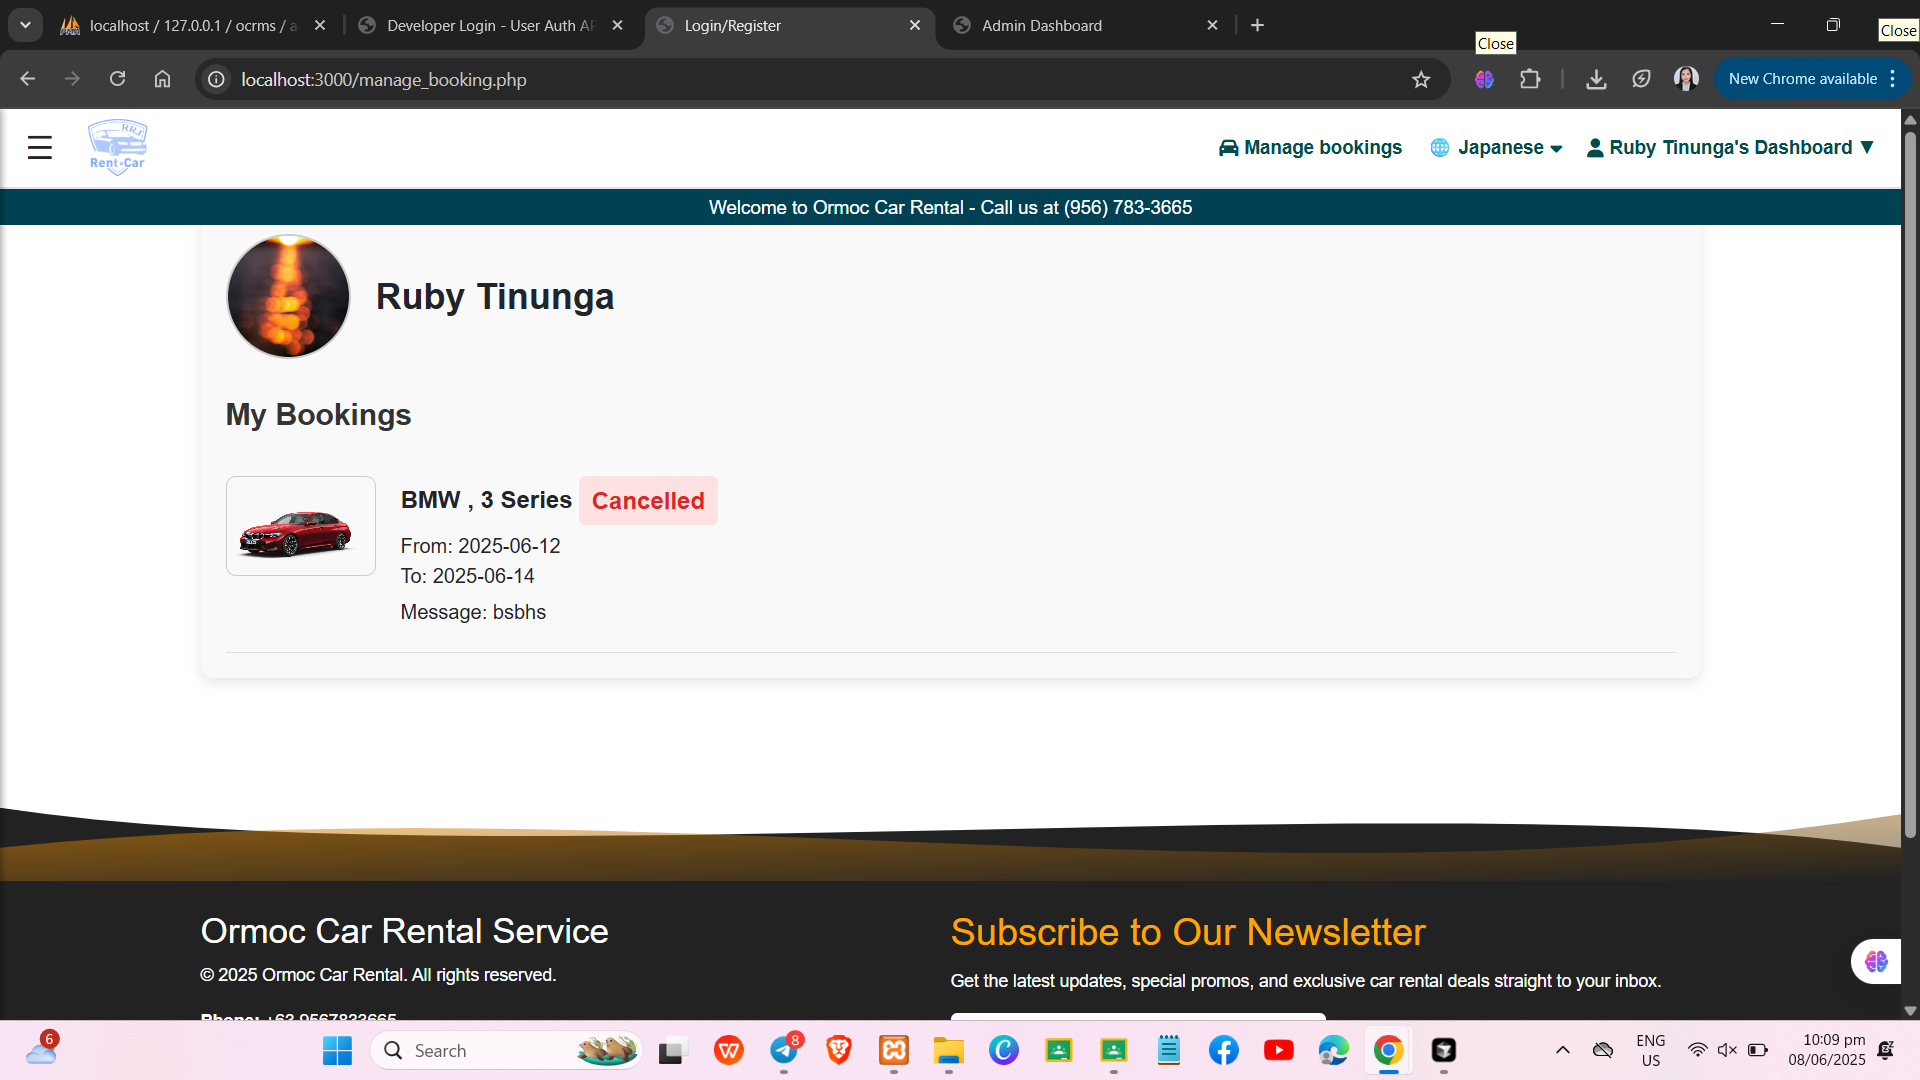 localhost / 127.0.0.1 / ocrms / a
Developer Login - User Auth AP
Login/Register
Admin Dashboard
Close
Close
localhost:3000/manage_booking.php
New Chrome available
RRJ
Rent Car
Manage bookings
Japanese
Ruby Tinunga's Dashboard ▼
Welcome to Ormoc Car Rental - Call us at (956) 783-3665
Ruby Tinunga
My Bookings
BMW , 3 Series Cancelled
From: 2025-06-12
To: 2025-06-14
Message: bsbhs
Ormoc Car Rental Service
© 2025 Ormoc Car Rental. All rights reserved.
Phone: +63 9567833665
Subscribe to Our Newsletter
Get the latest updates, special promos, and exclusive car rental deals straight to your inbox.
6
Search
8
ENG
US
10:09 pm
08/06/2025